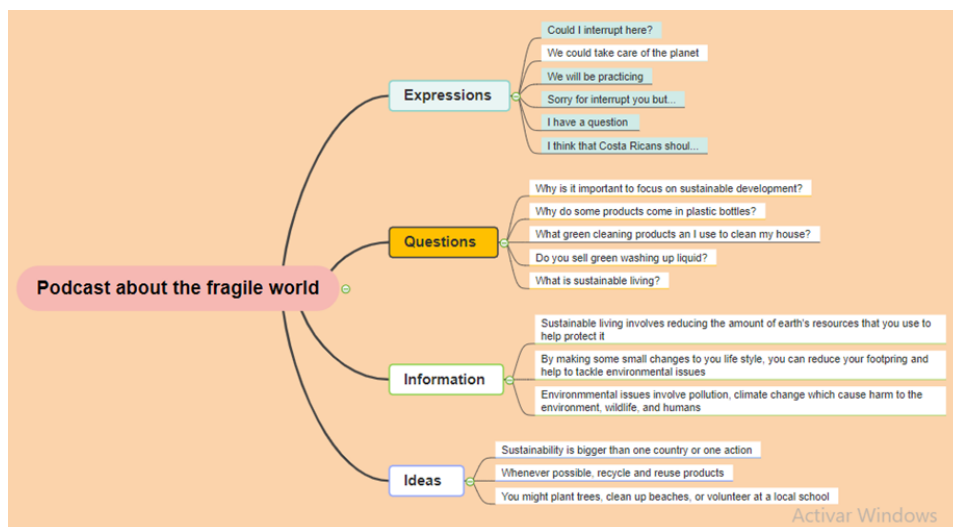 Podcast about the fragile world
Expressions
Could I interrupt here?
We could take care of the planet
We will be practicing
Sorry for interrupt you but...
I have a question
I think that Costa Ricans shoul...
Questions
Why is it important to focus on sustainable development?
Why do some products come in plastic bottles?
What green cleaning products an I use to clean my house?
Do you sell green washing up liquid?
What is sustainable living?
Information
Sustainable living involves reducing the amount of earth's resources that you use to
help protect it
By making some small changes to you life style, you can reduce your footpring and
help to tackle environmental issues
Environmmental issues involve pollution, climate change which cause harm to the
environment, wildlife, and humans
Ideas
Sustainability is bigger than one country or one action
Whenever possible, recycle and reuse products
You might plant trees, clean up beaches, or volunteer at a local school
Activar Windows